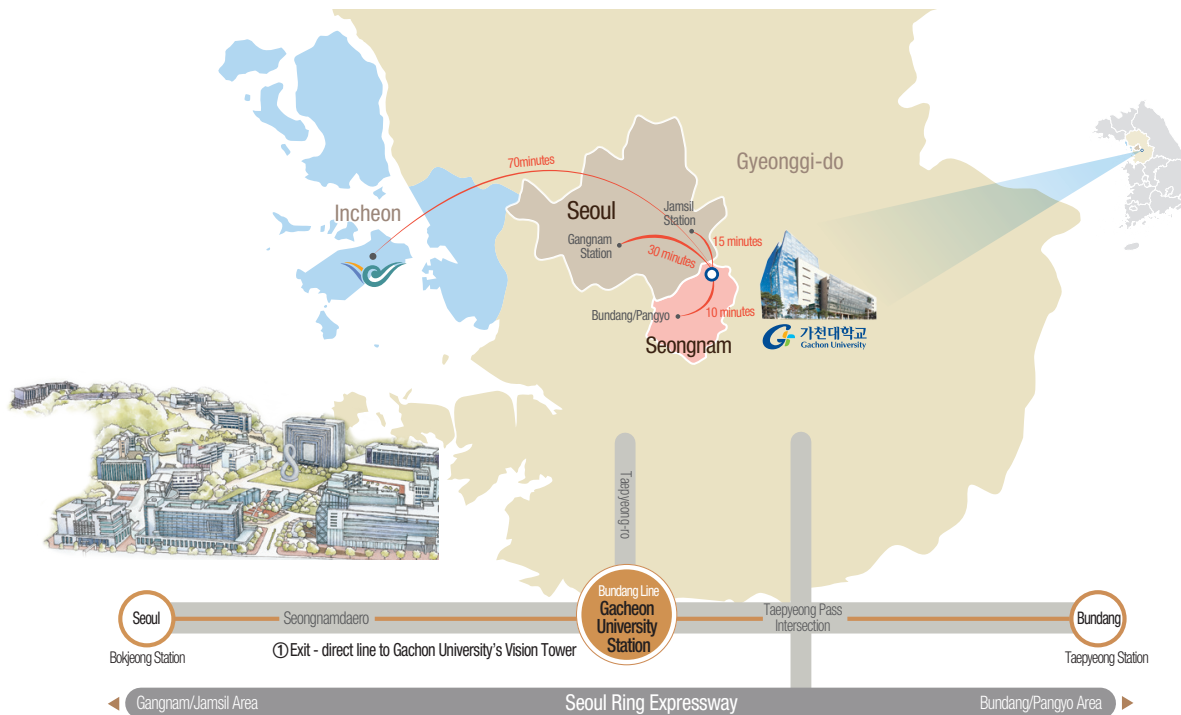 70minutes
Gyeonggi-do
Incheon
Seoul
Jamsil
Station
Gangnam
Station
30 minutes
15 minutes
Bundang/Pangyo
10 minutes
Seongnam
가천대학교
Gachon University
Taepyeong-ro
Bundang Line
Gacheon
University
Station
Seoul
Seongnamdaero
Taepyeong Pass
Intersection
Bundang
Bokjeong Station
①Exit - direct line to Gachon University's Vision Tower
Taepyeong Station
Gangnam/Jamsil Area
Seoul Ring Expressway
Bundang/Pangyo Area